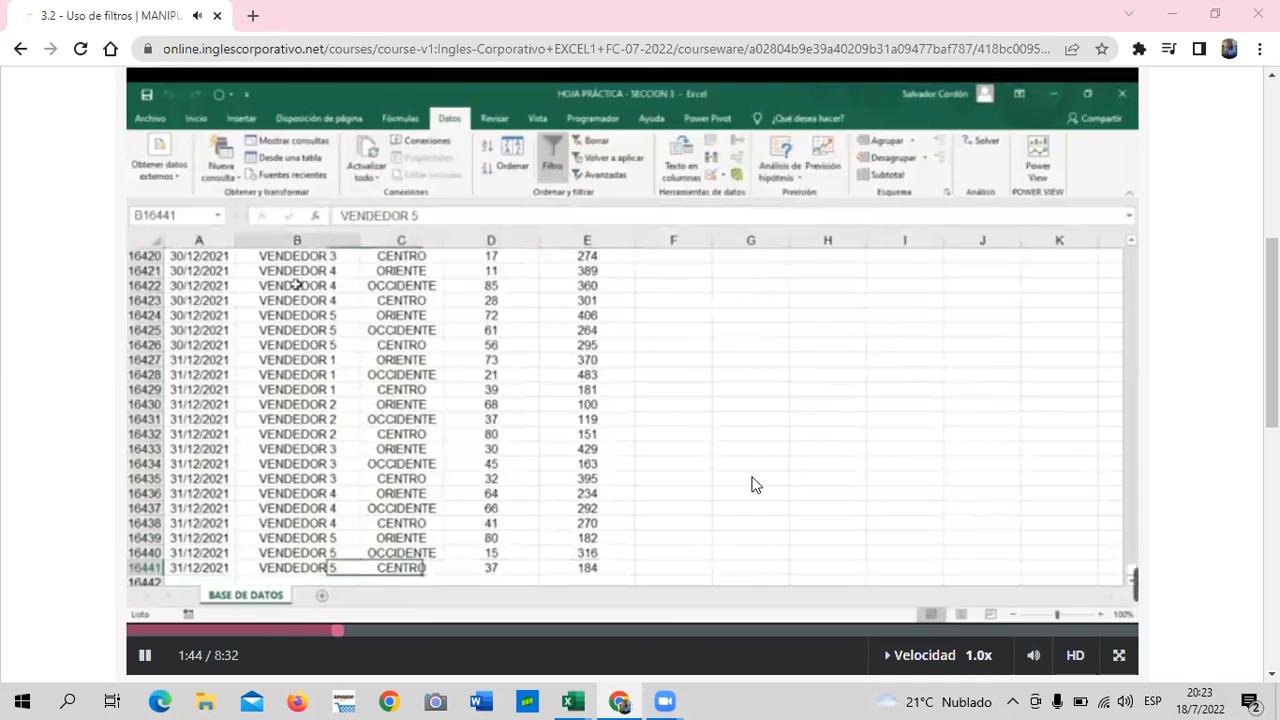 3.2 - Uso de filtros | MANIPU
online.inglescorporativo.net/courses/course-v1:Ingles-Corporativo+EXCEL1+FC-07-2022/courseware/a02804b9e39a40209b31a09477baf787/418bc0095...
HOJA PRÁCTICA - SECCION 3 - Excel
Salvador Cordón
Archivo Inicio Insertar Disposición de página Fórmulas Datos Revisar Vista Programador Ayuda Power Pivot ¿Qué desea hacer? Compartir
Obtener datos externos
Nueva consulta
Mostrar consultas
Desde una tabla
Fuentes recientes
Obtener y transformar
Actualizar todo
Conexiones
Propiedades
Editar vínculos
Conexiones
Ordenar
Filtro
Borrar
Volver a aplicar
Avanzadas
Ordenar y filtrar
Texto en columnas
Herramientas de datos
Análisis de hipótesis
Previsión
Previsión
Agrupar
Desagrupar
Subtotal
Esquema
Solver
Análisis
Power View
POWER VIEW
B16441 fx VENDEDOR 5
A B C D E F G H I J K
16420 30/12/2021 VENDEDOR 3 CENTRO 17 274
16421 30/12/2021 VENDEDOR 4 ORIENTE 11 389
16422 30/12/2021 VENDEDOR 4 OCCIDENTE 85 360
16423 30/12/2021 VENDEDOR 4 CENTRO 28 301
16424 30/12/2021 VENDEDOR 5 ORIENTE 72 406
16425 30/12/2021 VENDEDOR 5 OCCIDENTE 61 264
16426 30/12/2021 VENDEDOR 5 CENTRO 56 295
16427 31/12/2021 VENDEDOR 1 ORIENTE 73 370
16428 31/12/2021 VENDEDOR 1 OCCIDENTE 21 483
16429 31/12/2021 VENDEDOR 1 CENTRO 39 181
16430 31/12/2021 VENDEDOR 2 ORIENTE 68 100
16431 31/12/2021 VENDEDOR 2 OCCIDENTE 37 119
16432 31/12/2021 VENDEDOR 2 CENTRO 80 151
16433 31/12/2021 VENDEDOR 3 ORIENTE 30 429
16434 31/12/2021 VENDEDOR 3 OCCIDENTE 45 163
16435 31/12/2021 VENDEDOR 3 CENTRO 32 395
16436 31/12/2021 VENDEDOR 4 ORIENTE 64 234
16437 31/12/2021 VENDEDOR 4 OCCIDENTE 66 292
16438 31/12/2021 VENDEDOR 4 CENTRO 41 270
16439 31/12/2021 VENDEDOR 5 ORIENTE 80 182
16440 31/12/2021 VENDEDOR 5 OCCIDENTE 15 316
16441 31/12/2021 VENDEDOR 5 CENTRO 37 184
16442
BASE DE DATOS
Listo
100%
1:44 / 8:32
Velocidad 1.0x
HD
21°C Nublado
ESP
20:23
18/7/2022
2